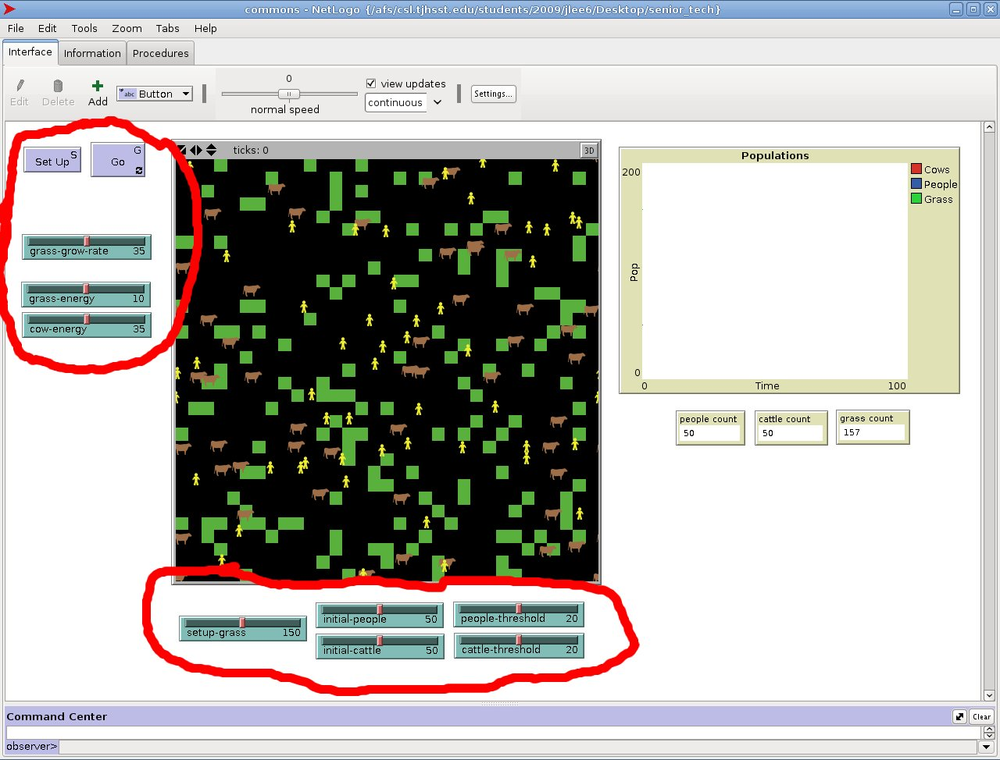 commons - NetLogo {/afs/csl.tjhsst.edu/students/2009/jlee6/Desktop/senior_tech}
File Edit Tools Zoom Tabs Help
Interface Information Procedures
Edit Delete Add abc Button
0
normal speed
view updates
continuous
Settings...
Set Up S
Go G
ticks: 0
3D
grass-grow-rate 35
grass-energy 10
cow-energy 35
Populations
200
Pop
0
0 Time 100
Cows
People
Grass
people count
50
cattle count
50
grass count
157
setup-grass 150
initial-people 50
people-threshold 20
initial-cattle 50
cattle-threshold 20
Command Center
Clear
observer>